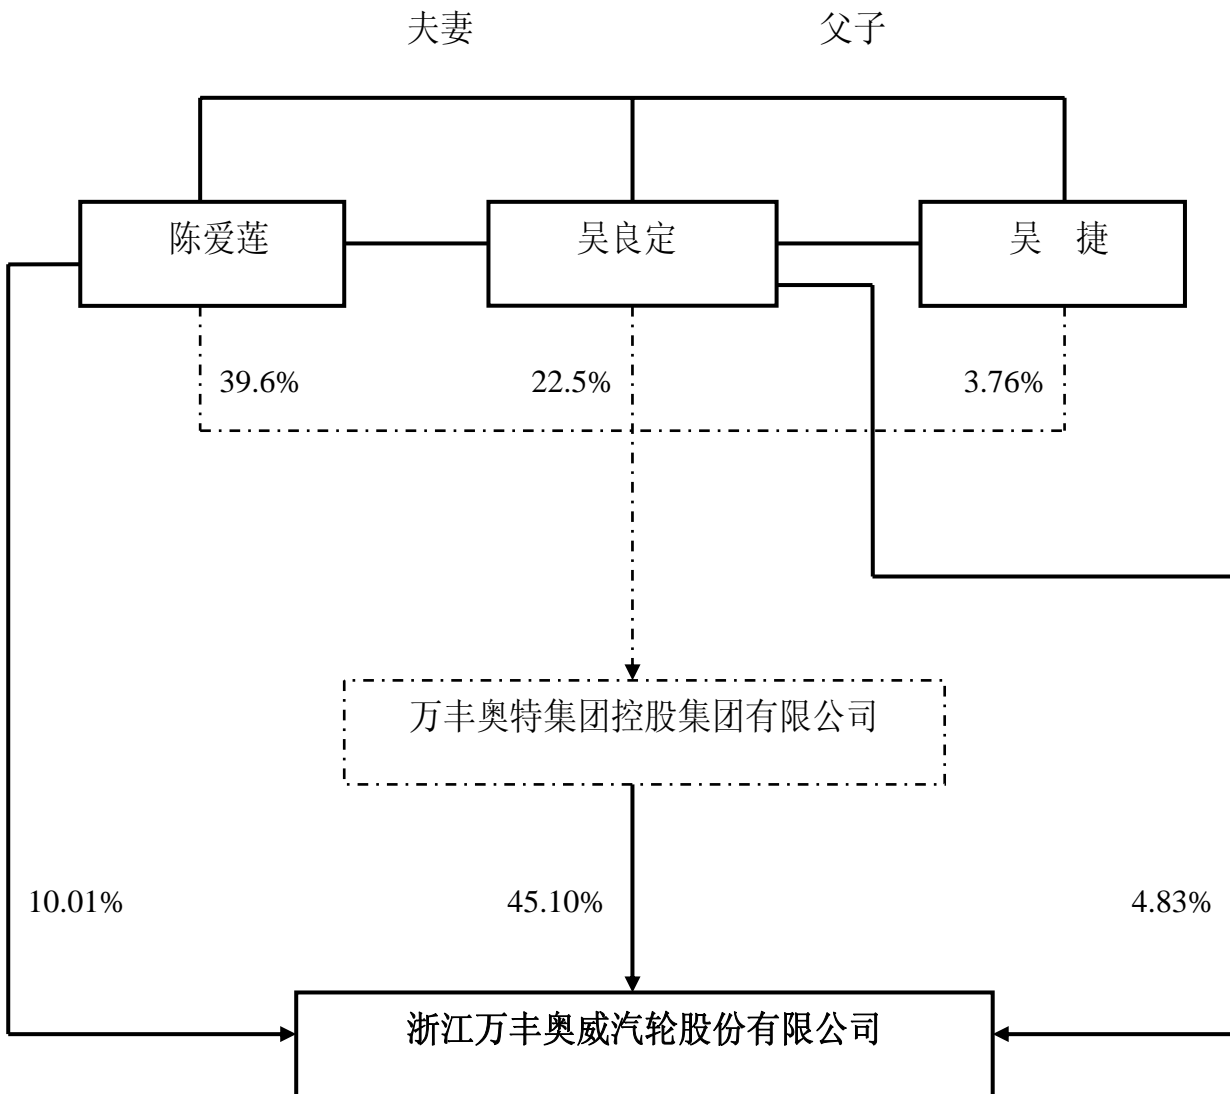 夫妻 父子
陈爱莲 吴良定 吴 捷
39.6% 22.5% 3.76%
万丰奥特集团控股集团有限公司
10.01% 45.10% 4.83%
浙江万丰奥威汽轮股份有限公司